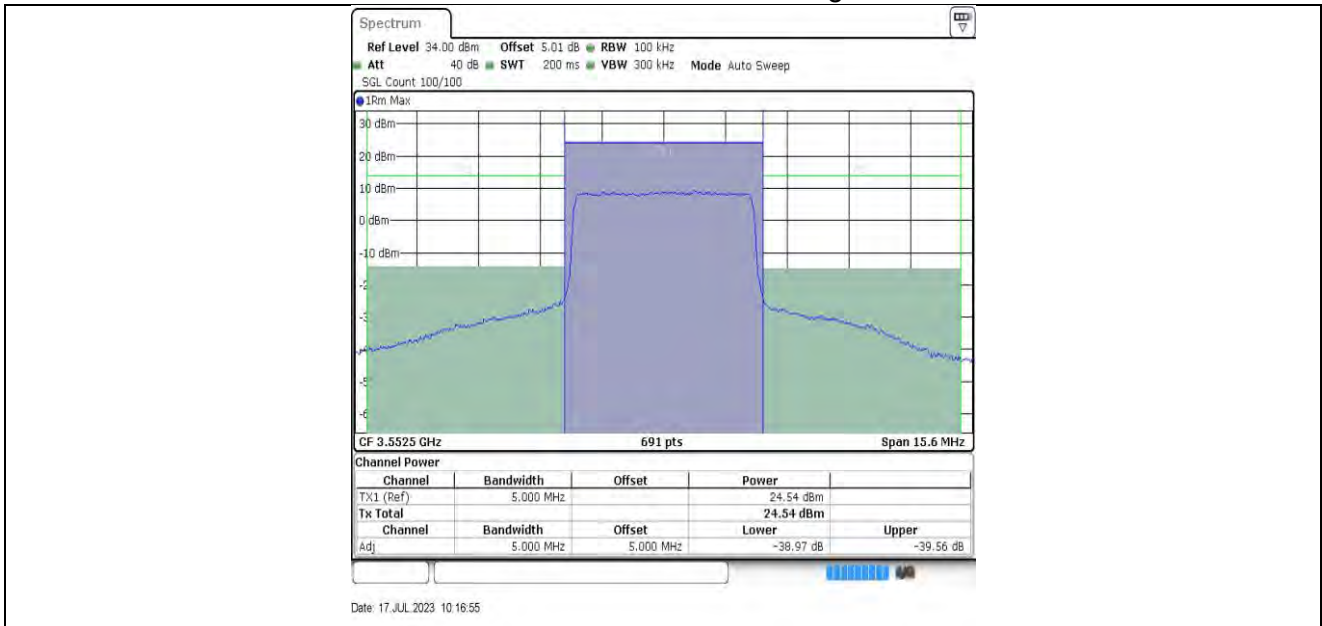 Spectrum
Ref Level 34.00 dBm Offset 5.01 dB RBW 100 kHz
Att 40 dB SWT 200 ms VBW 300 kHz Mode Auto Sweep
SGL Count 100/100
1Rm Max
30 dBm
20 dBm
10 dBm
0 dBm
-10 dBm
CF 3.5525 GHz 691 pts Span 15.6 MHz
Channel Power
Channel Bandwidth Offset Power
TX1 (Ref) 5.000 MHz 24.54 dBm
Tx Total 24.54 dBm
Channel Bandwidth Offset Lower Upper
Adj 5.000 MHz 5.000 MHz -38.97 dB -39.56 dB
Date: 17.JUL.2023 10:16:55